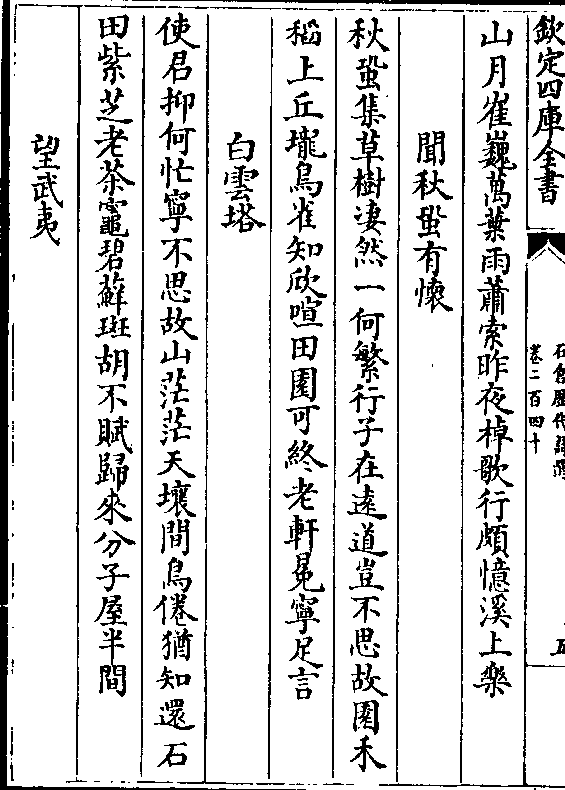 欽定四庫全書
石倉歷代詩選
卷二百四十
五
山月崔巍萬葉雨蕭索昨夜棹歌行頗憶溪上樂
聞秋蛩有懷
秋蛩集草樹淒然一何繁行子在遠道豈不思故園禾
稻上丘壠鳥雀知欣喧田園可終老軒冕寧足言
白雲塔
使君抑何忙寧不思故山茫茫天壤間鳥倦猶知還石
田紫芝老茶竈碧蘚斑胡不賦歸來分子屋半間
望武夷